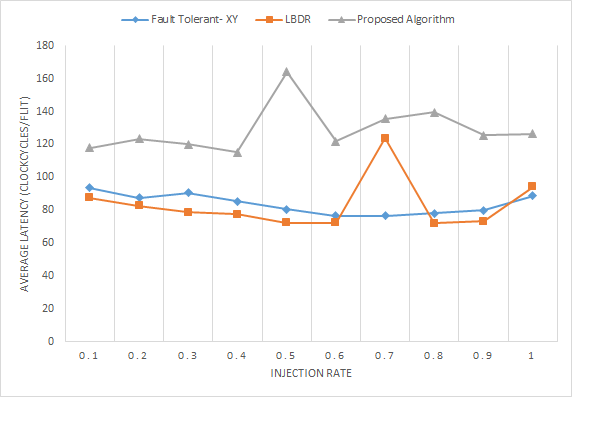 Fault Tolerant- XY LBDR Proposed Algorithm
180
160
140
120
100
80
60
40
20
0
AVERAGE LATENCY (CLOCKCYCLES/FLIT)
0.1 0.2 0.3 0.4 0.5 0.6 0.7 0.8 0.9 1
INJECTION RATE